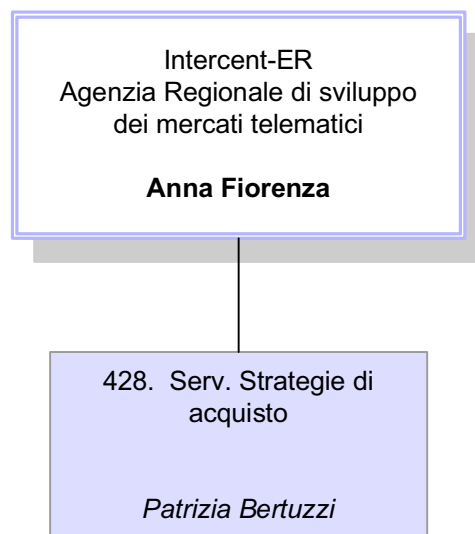 Intercent-ER
Agenzia Regionale di sviluppo
dei mercati telematici
Anna Fiorenza
428. Serv. Strategie di
acquisto
Patrizia Bertuzzi